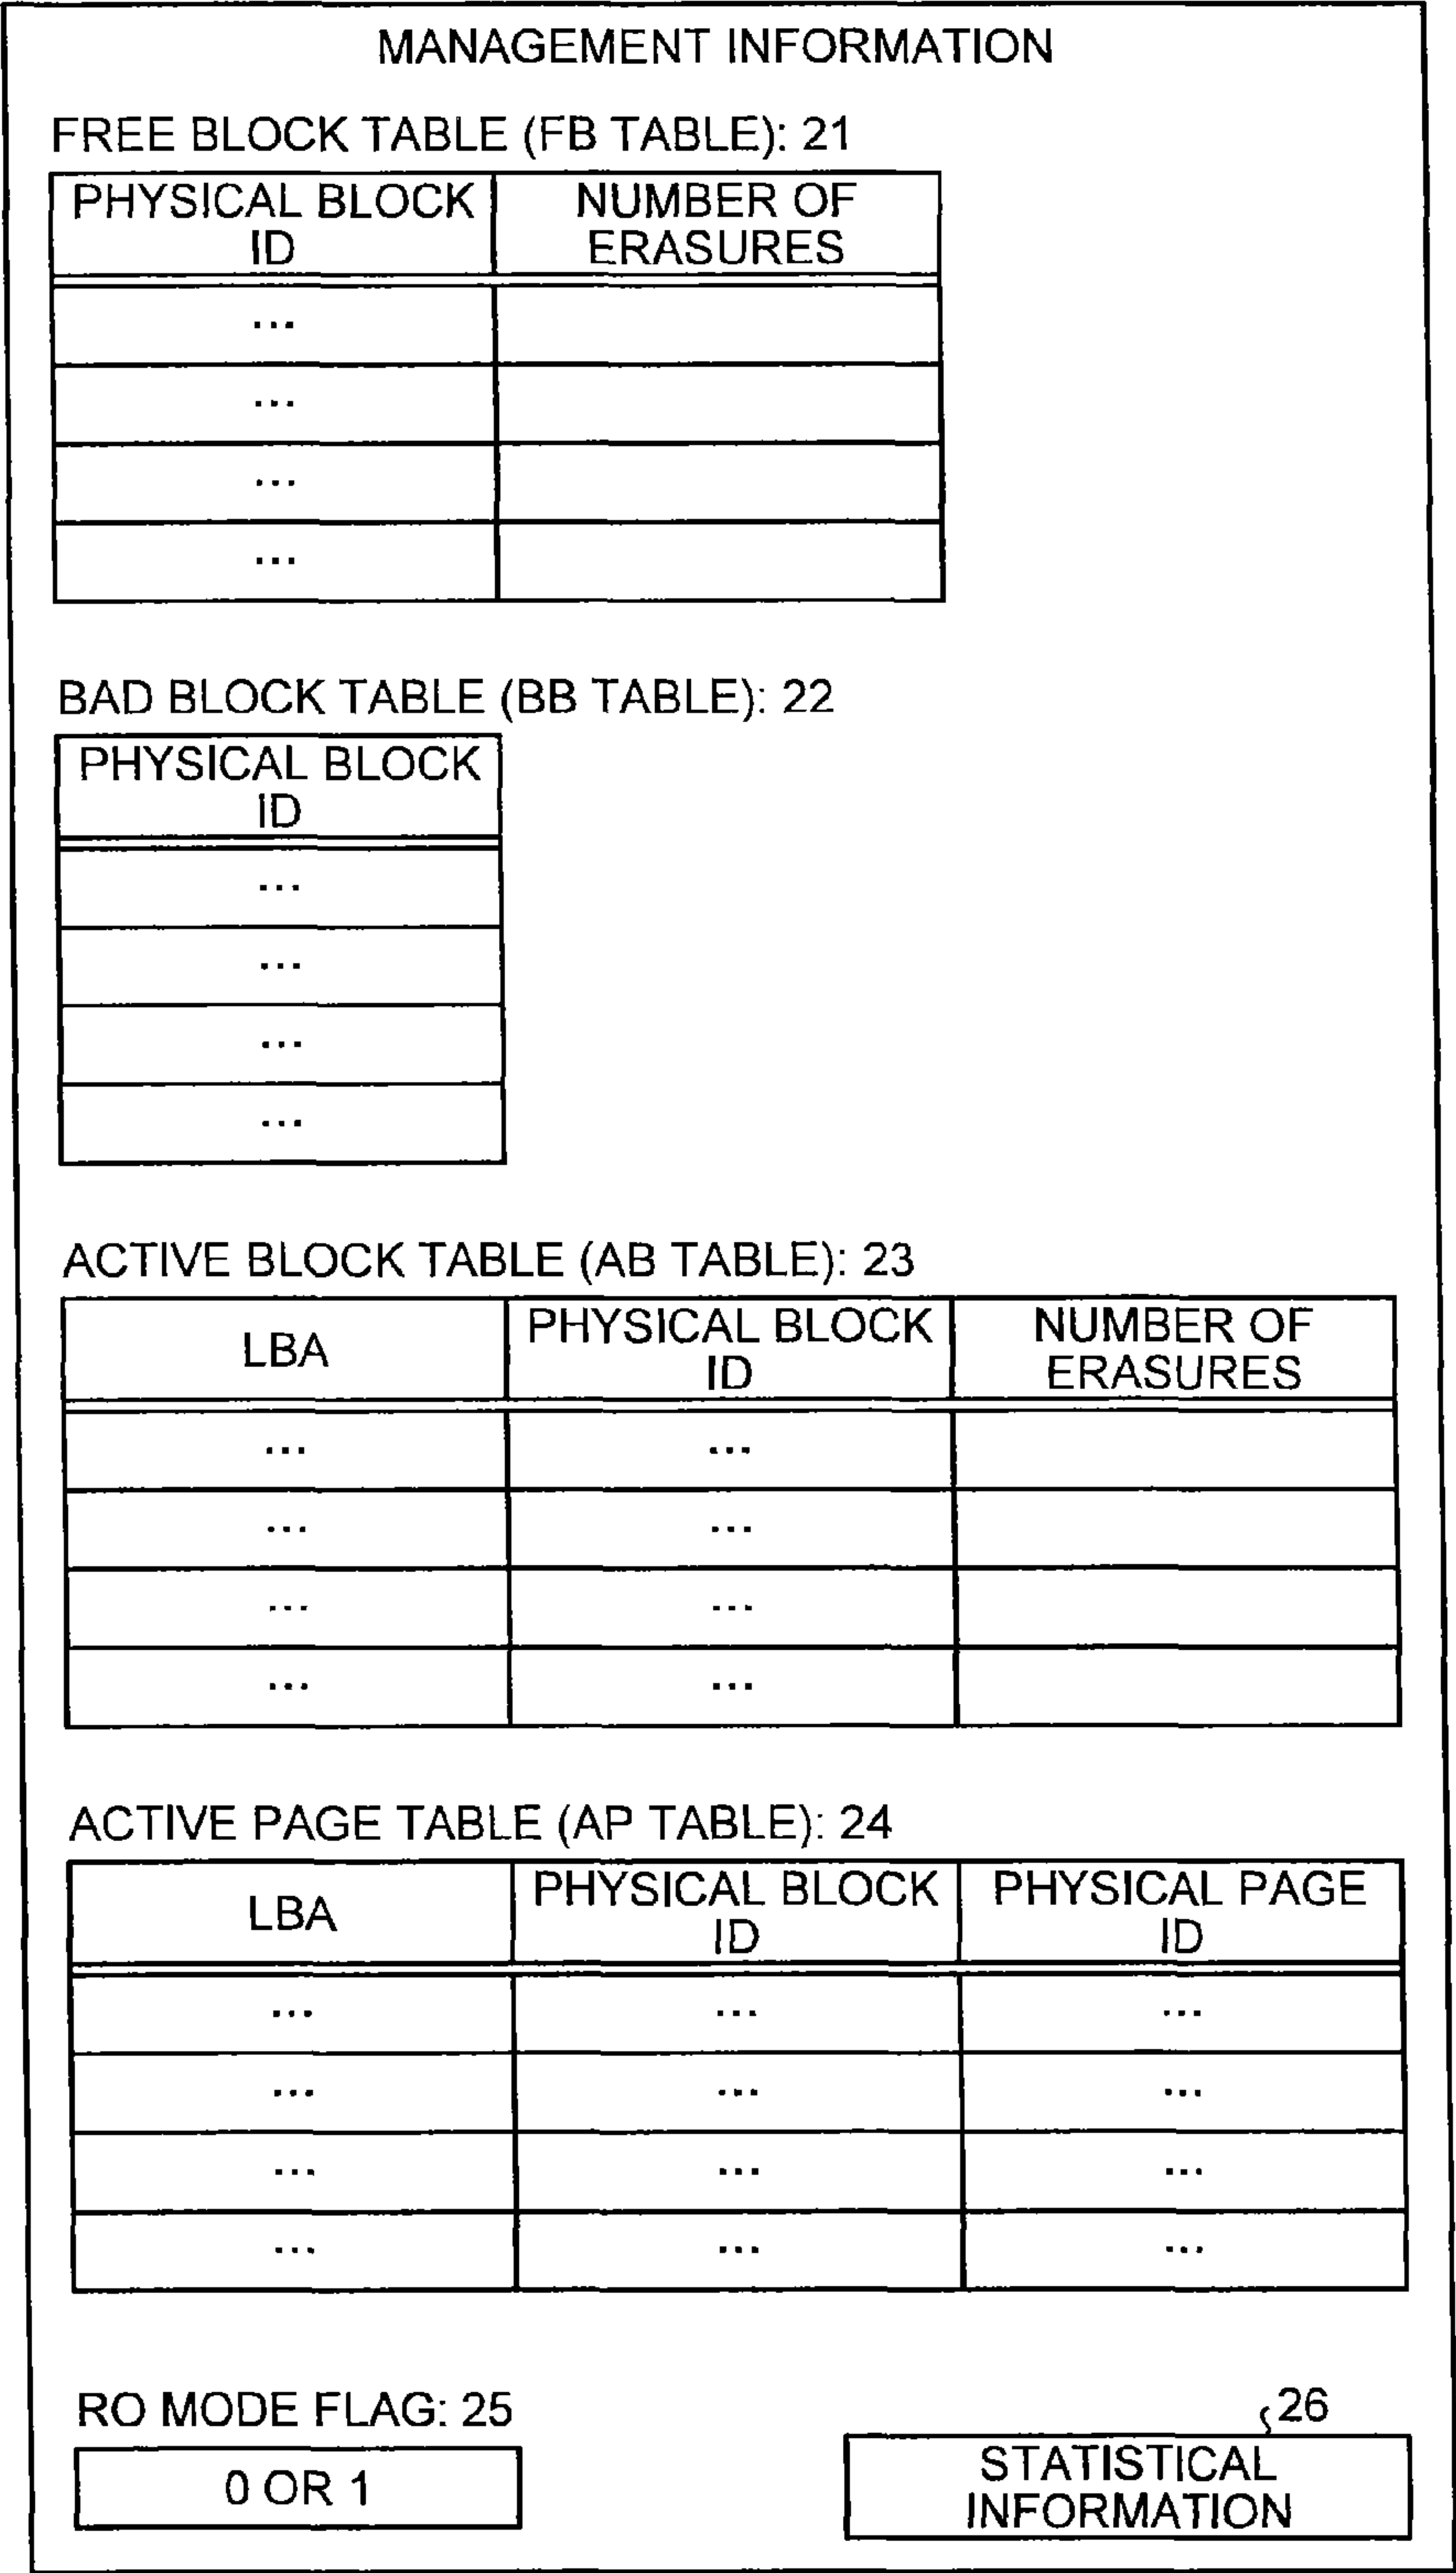 MANAGEMENT INFORMATION
FREE BLOCK TABLE (FB TABLE): 21
PHYSICAL BLOCK ID NUMBER OF ERASURES
...
...
...
...
BAD BLOCK TABLE (BB TABLE): 22
PHYSICAL BLOCK ID
...
...
...
...
ACTIVE BLOCK TABLE (AB TABLE): 23
LBA PHYSICAL BLOCK ID NUMBER OF ERASURES
... ...
... ...
... ...
... ...
ACTIVE PAGE TABLE (AP TABLE): 24
LBA PHYSICAL BLOCK ID PHYSICAL PAGE ID
... ... ...
... ... ...
... ... ...
... ... ...
RO MODE FLAG: 25
0 OR 1
26
STATISTICAL
INFORMATION